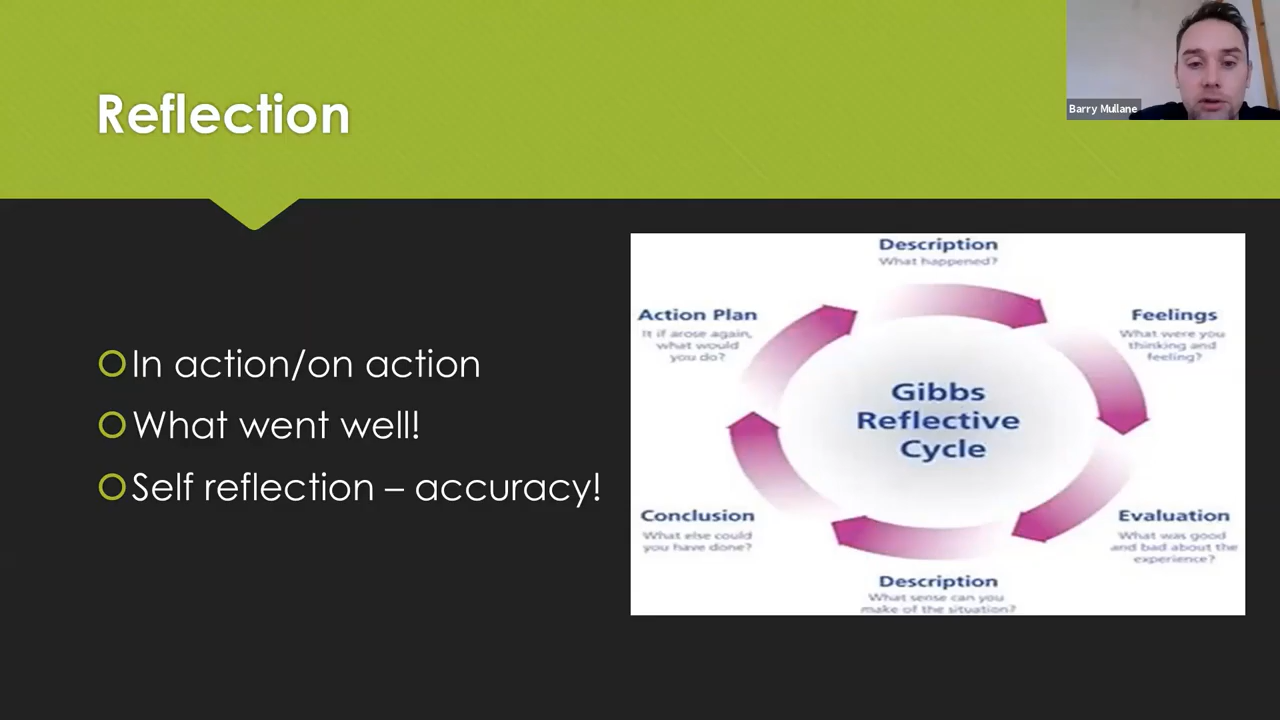 Reflection
Barry Mullane
In action/on action
What went well!
Self reflection – accuracy!
Description
What happened?
Feelings
What were you
thinking and
feeling?
Evaluation
What was good
and bad about the
experience?
Description
What sense can you
make of the situation?
Conclusion
What else could
you have done?
Action Plan
It if arose again,
what would
you do?
Gibbs
Reflective
Cycle